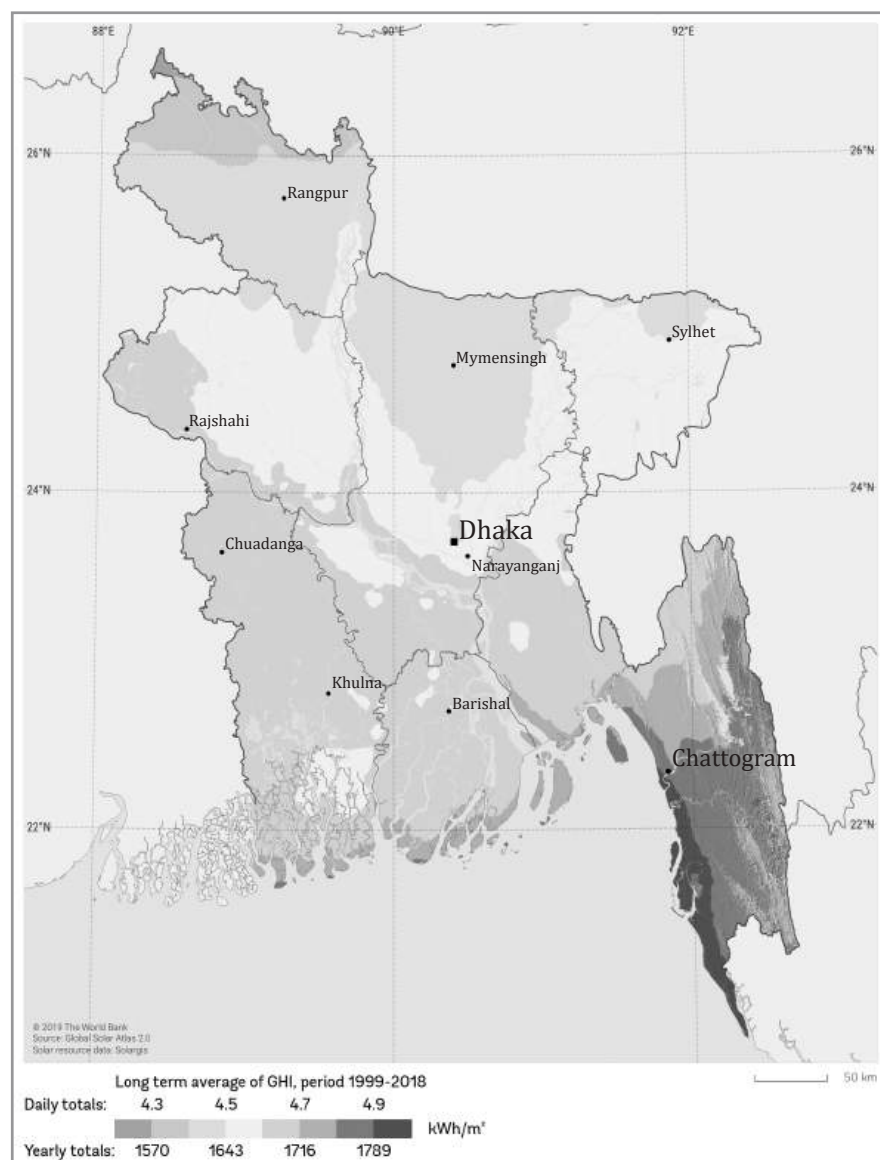 88°E 90°E 92°E
26°N 26°N
Rangpur
Sylhet
Mymensingh
Rajshahi
24°N 24°N
Dhaka
Chuadanga
Narayanganj
Khulna
Barishal
Chattogram
22°N 22°N
© 2019 The World Bank
Source: Global Solar Atlas 2.0
Solar resource data: Solargis
Long term average of GHI, period 1999-2018
50 km
Daily totals: 4.3 4.5 4.7 4.9
kWh/m²
Yearly totals: 1570 1643 1716 1789